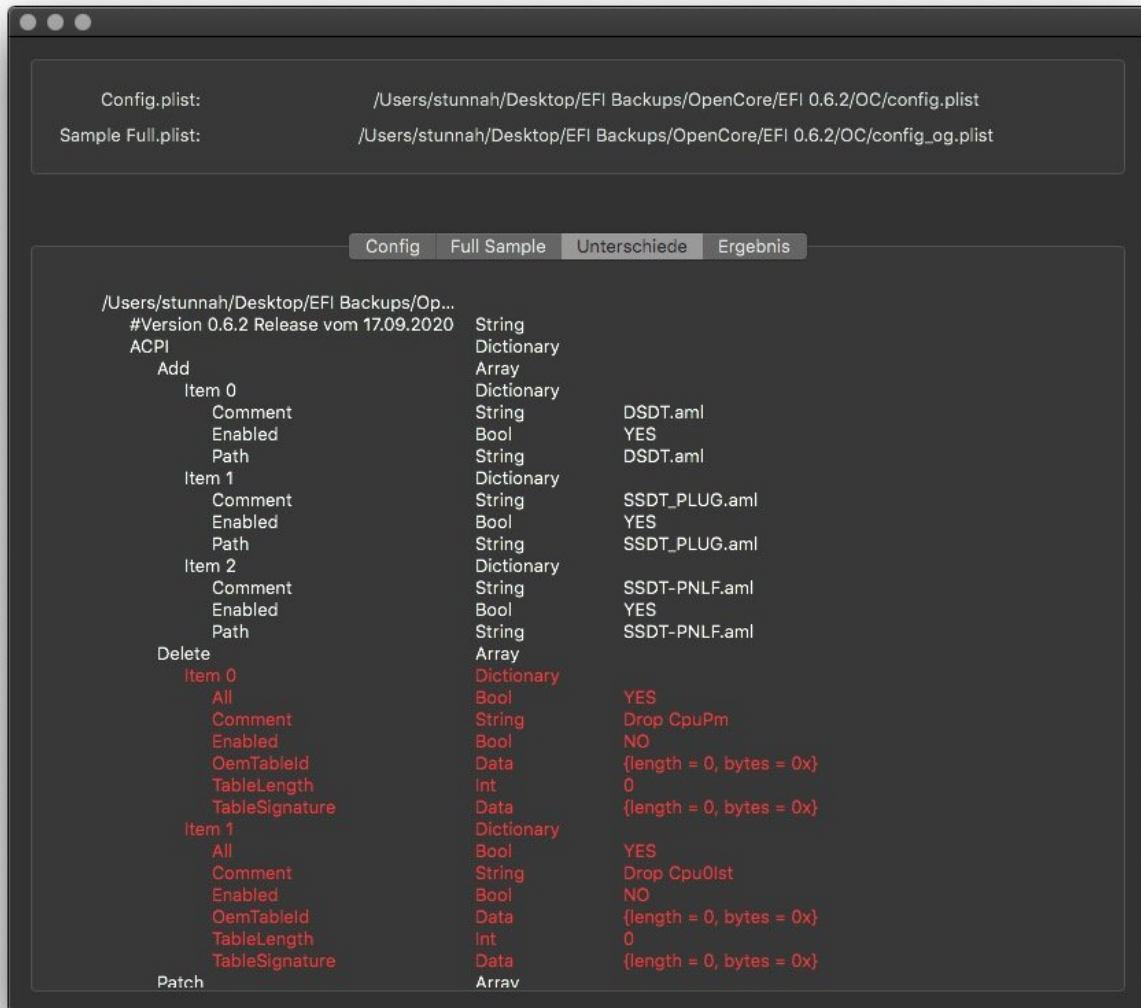 Config.plist: /Users/stunnah/Desktop/EFI Backups/OpenCore/EFI 0.6.2/OC/config.plist
Sample Full.plist: /Users/stunnah/Desktop/EFI Backups/OpenCore/EFI 0.6.2/OC/config_og.plist
Config Full Sample Unterschiede Ergebnis
/Users/stunnah/Desktop/EFI Backups/Op...
#Version 0.6.2 Release vom 17.09.2020 String
ACPI Dictionary
Add Array
Item 0 Dictionary
Comment String DSDT.aml
Enabled Bool YES
Path String DSDT.aml
Item 1 Dictionary
Comment String SSDT_PLUG.aml
Enabled Bool YES
Path String SSDT_PLUG.aml
Item 2 Dictionary
Comment String SSDT-PNLF.aml
Enabled Bool YES
Path String SSDT-PNLF.aml
Delete Array
Item 0 Dictionary
All Bool YES
Comment String Drop CpuPm
Enabled Bool NO
OemTableId Data {length = 0, bytes = 0x}
TableLength Int 0
TableSignature Data {length = 0, bytes = 0x}
Item 1 Dictionary
All Bool YES
Comment String Drop Cpu0Ist
Enabled Bool NO
OemTableId Data {length = 0, bytes = 0x}
TableLength Int 0
TableSignature Data {length = 0, bytes = 0x}
Patch Array